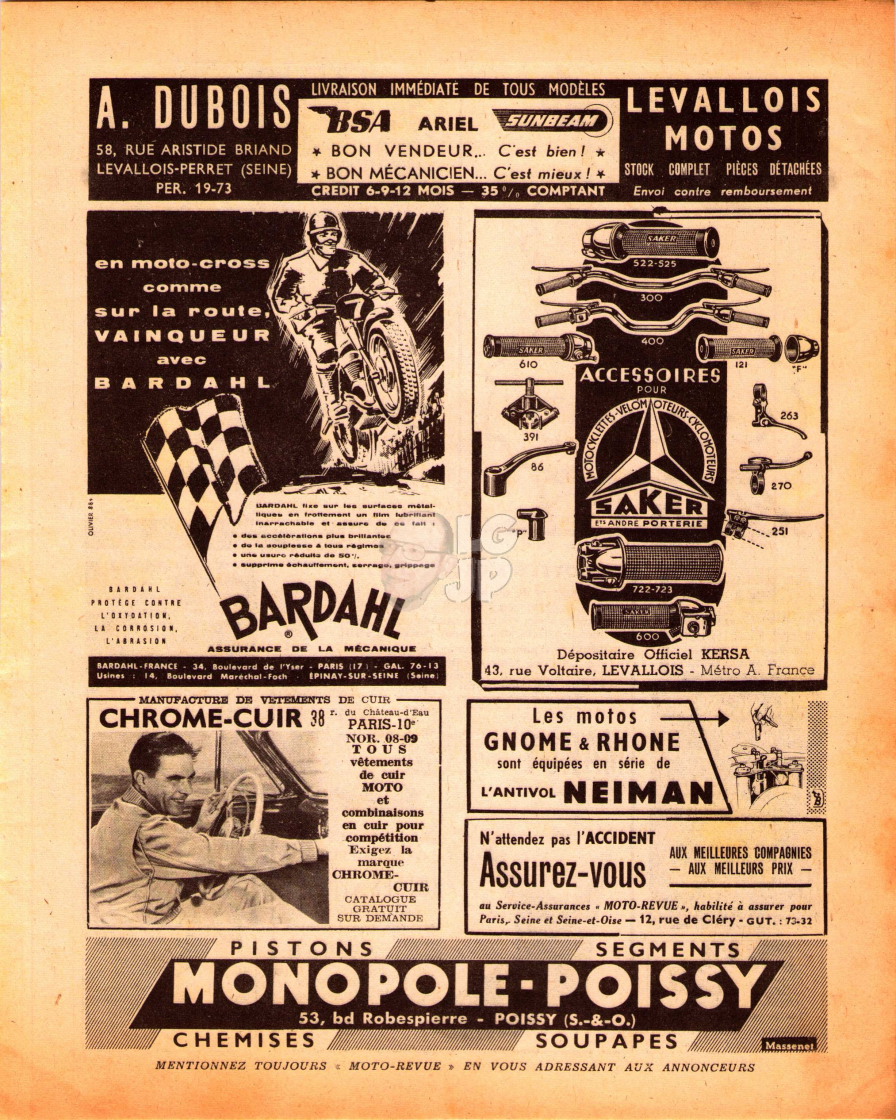 A. DUBOIS
58, RUE ARISTIDE BRIAND
LEVALLOIS-PERRET (SEINE)
PER. 19-73
LIVRAISON IMMÉDIATE DE TOUS MODÈLES
BSA ARIEL SUNBEAM
★ BON VENDEUR... C'est bien ! ★
★ BON MÉCANICIEN... C'est mieux ! ★
CREDIT 6-9-12 MOIS — 35 % COMPTANT
LEVALLOIS
MOTOS
STOCK COMPLET PIÈCES DÉTACHÉES
Envoi contre remboursement
en moto-cross
comme
sur la route,
VAINQUEUR
avec
BARDAHL
7
BARDAHL fixe sur les surfaces métal-
liques en frottement un film lubrifiant
inarrachable et assure de ce fait :
• des accélérations plus brillantes
• de la souplesse à tous régimes
• une usure réduite de 50 %
• supprime échauffement, serrage, grippage
BARDAHL
PROTÈGE CONTRE
L'OXYDATION,
LA CORROSION,
L'ABRASION
BARDAHL
®
ASSURANCE DE LA MÉCANIQUE
BARDAHL-FRANCE - 34, Boulevard de l'Yser - PARIS (17) - GAL. 76-13
Usines : 14, Boulevard Maréchal-Foch - ÉPINAY-SUR-SEINE (Seine)
SAKER
522-525
300
400
SAKER
610
SAKER
121
"F"
ACCESSOIRES
POUR
MOTOCYCLETTES-VELOMOTEURS-CYCLOMOTEURS
391
263
86
270
SAKER
ETS ANDRE PORTERIE
"P"
251
722-723
SAKER
600
Dépositaire Officiel KERSA
43, rue Voltaire, LEVALLOIS - Métro A. France
LG
JP
MANUFACTURE DE VETEMENTS DE CUIR
CHROME-CUIR 38 r. du Château-d'Eau
PARIS-10e
NOR. 08-09
TOUS
vêtements
de cuir
MOTO
et
combinaisons
en cuir pour
compétition
Exigez la
marque
CHROME-
CUIR
CATALOGUE
GRATUIT
SUR DEMANDE
Les motos
GNOME & RHONE
sont équipées en série de
L'ANTIVOL NEIMAN
N'attendez pas l'ACCIDENT
Assurez-vous
AUX MEILLEURES COMPAGNIES
— AUX MEILLEURS PRIX —
au Service-Assurances « MOTO-REVUE », habilité à assurer pour
Paris, Seine et Seine-et-Oise — 12, rue de Cléry - GUT. : 73-32
PISTONS SEGMENTS
MONOPOLE-POISSY
53, bd Robespierre - POISSY (S.-&-O.)
CHEMISES SOUPAPES
Massenet
MENTIONNEZ TOUJOURS « MOTO-REVUE » EN VOUS ADRESSANT AUX ANNONCEURS